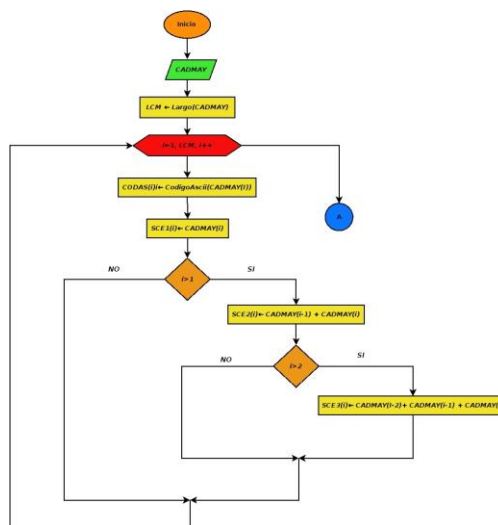 Inicio
CADMAY
LCM ← Largo(CADMAY)
i=1, LCM, i++
CODAS(i)← CodigoAscii(CADMAY(i))
SCE1(i)← CADMAY(i)
NO
SI
i>1
SCE2(i)← CADMAY(i-1) + CADMAY(i)
NO
SI
i>2
SCE3(i)← CADMAY(i-2)+ CADMAY(i-1) + CADMAY(
A